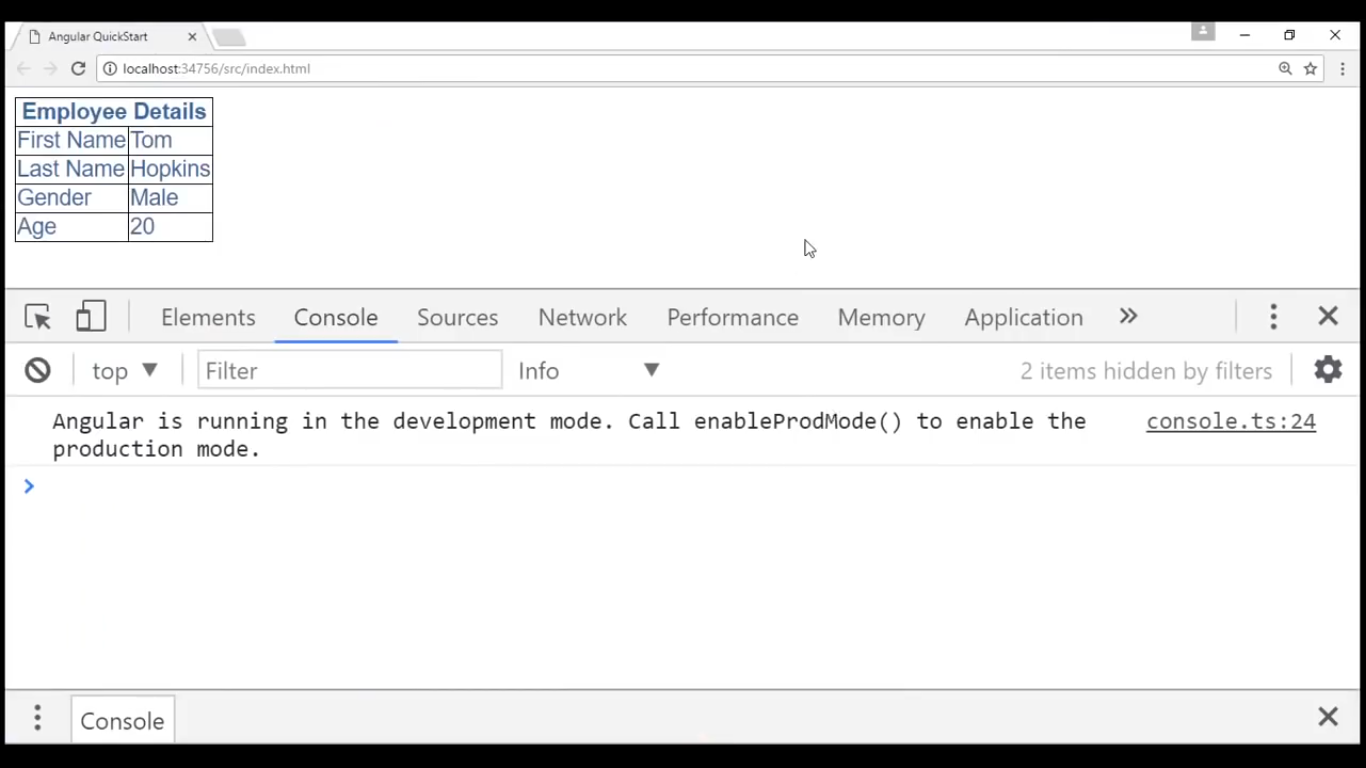 Angular QuickStart
localhost:34756/src/index.html
Employee Details
First Name Tom
Last Name Hopkins
Gender Male
Age 20
Elements Console Sources Network Performance Memory Application
top Filter Info 2 items hidden by filters
Angular is running in the development mode. Call enableProdMode() to enable the console.ts:24
production mode.
Console